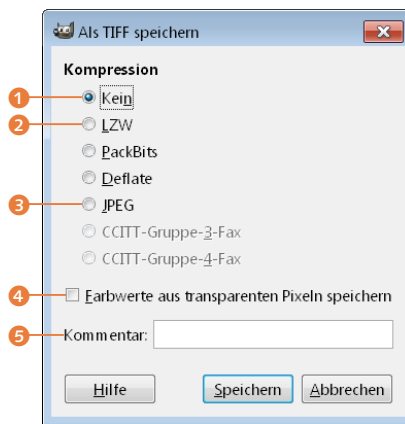 Als TIFF speichern
Kompression
1 Kein
2 LZW
PackBits
Deflate
3 JPEG
CCITT-Gruppe-3-Fax
CCITT-Gruppe-4-Fax
4 Farbwerte aus transparenten Pixeln speichern
5 Kommentar:
Hilfe Speichern Abbrechen